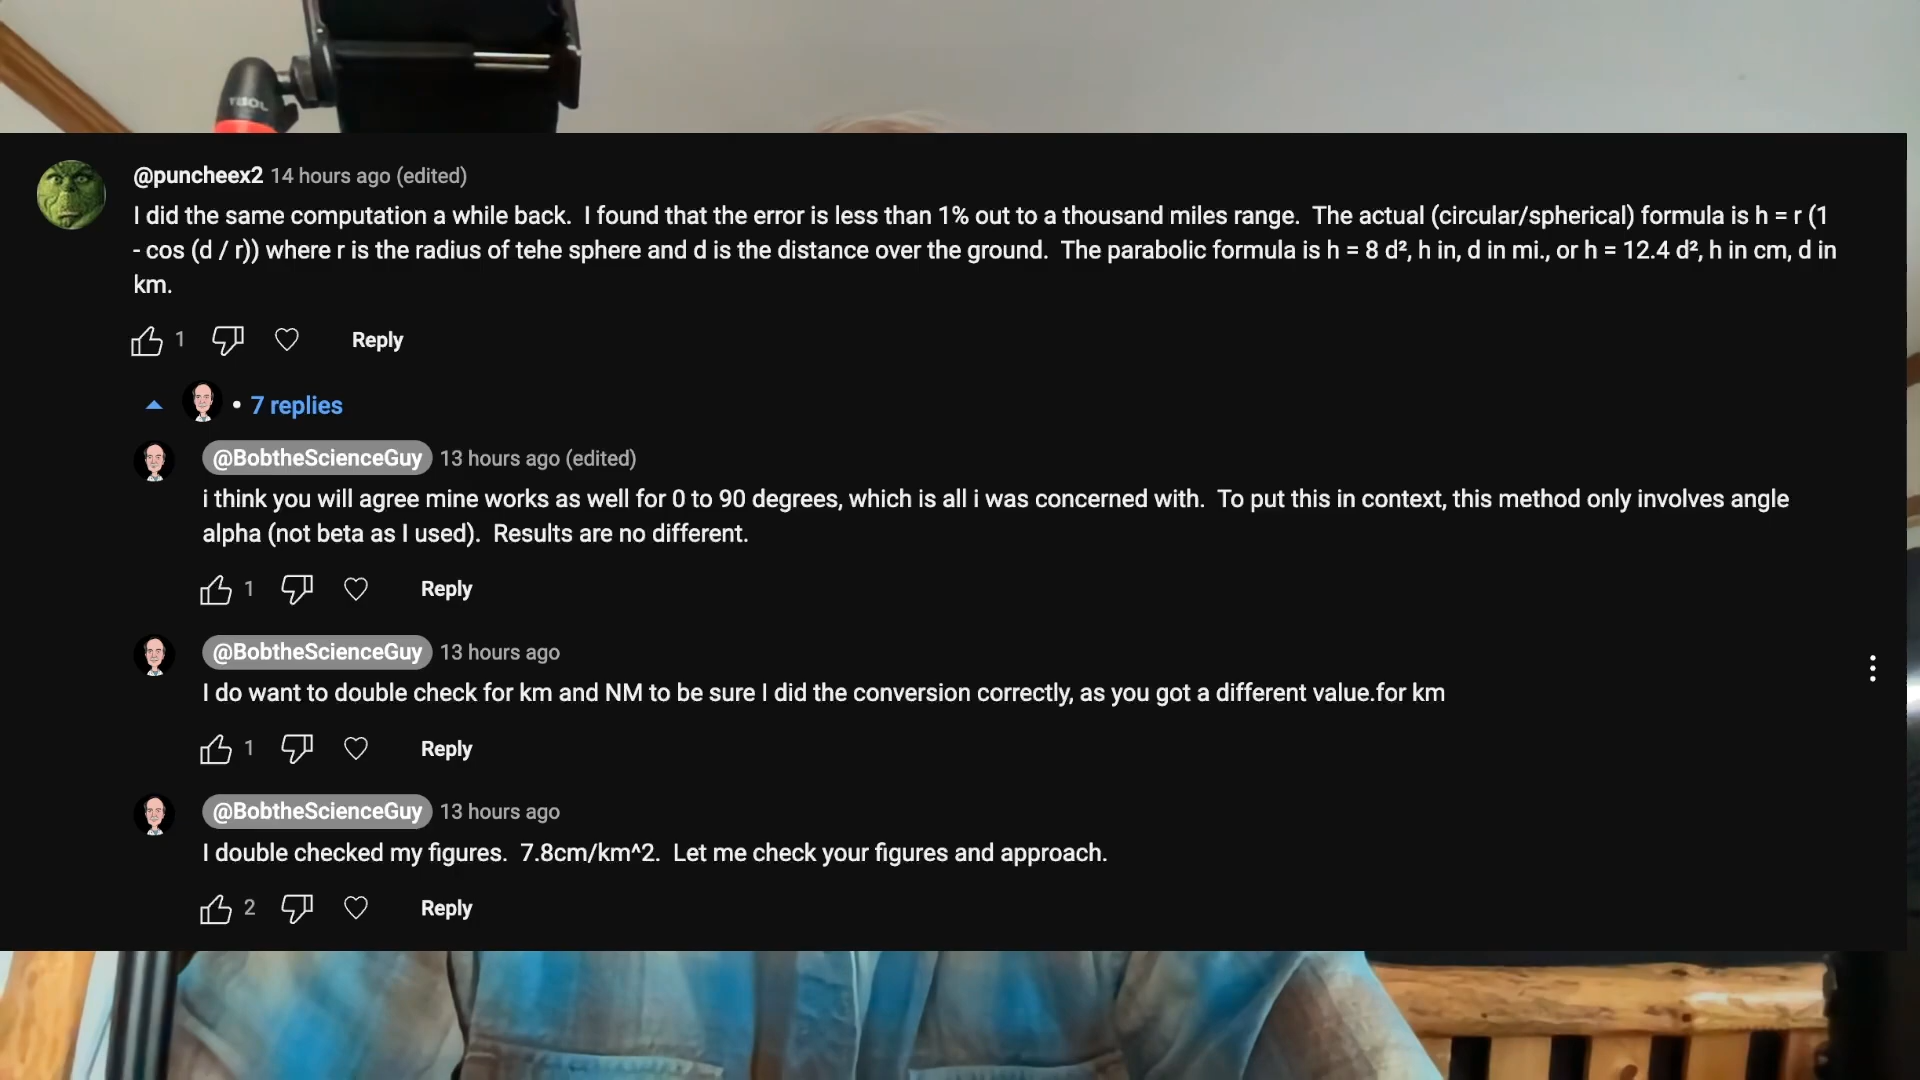 TBOL
@puncheex2 14 hours ago (edited)
I did the same computation a while back. I found that the error is less than 1% out to a thousand miles range. The actual (circular/spherical) formula is h = r (1
- cos (d / r)) where r is the radius of tehe sphere and d is the distance over the ground. The parabolic formula is h = 8 d², h in, d in mi., or h = 12.4 d², h in cm, d in
km.
1 Reply
• 7 replies
@BobtheScienceGuy 13 hours ago (edited)
i think you will agree mine works as well for 0 to 90 degrees, which is all i was concerned with. To put this in context, this method only involves angle
alpha (not beta as I used). Results are no different.
1 Reply
@BobtheScienceGuy 13 hours ago
I do want to double check for km and NM to be sure I did the conversion correctly, as you got a different value.for km
1 Reply
@BobtheScienceGuy 13 hours ago
I double checked my figures. 7.8cm/km^2. Let me check your figures and approach.
2 Reply